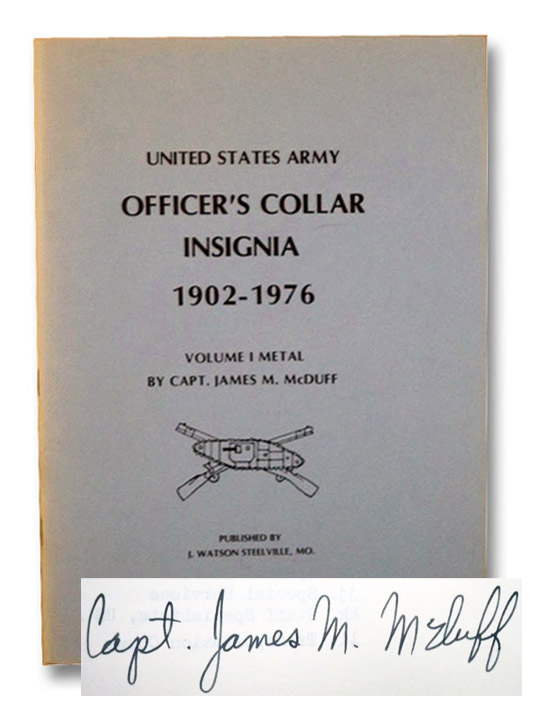 UNITED STATES ARMY
OFFICER'S COLLAR
INSIGNIA
1902-1976
VOLUME I METAL
BY CAPT. JAMES M. McDUFF
PUBLISHED BY
J. WATSON STEELVILLE, MO.
Capt. James M. McDuff